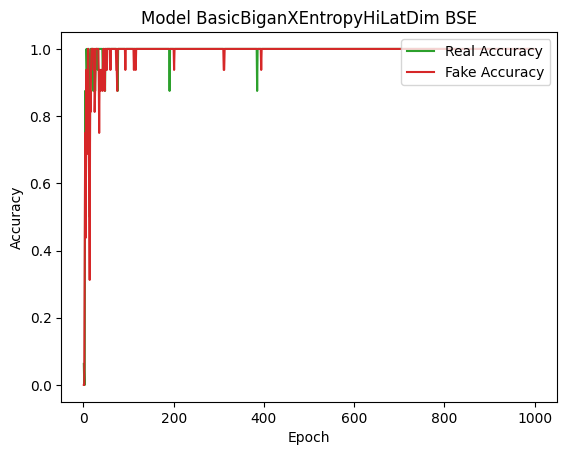 Model BasicBiganXEntropyHiLatDim BSE
Real Accuracy
Fake Accuracy
1.0
0.8
0.6
0.4
0.2
0.0
Accuracy
0
200
400
600
800
1000
Epoch